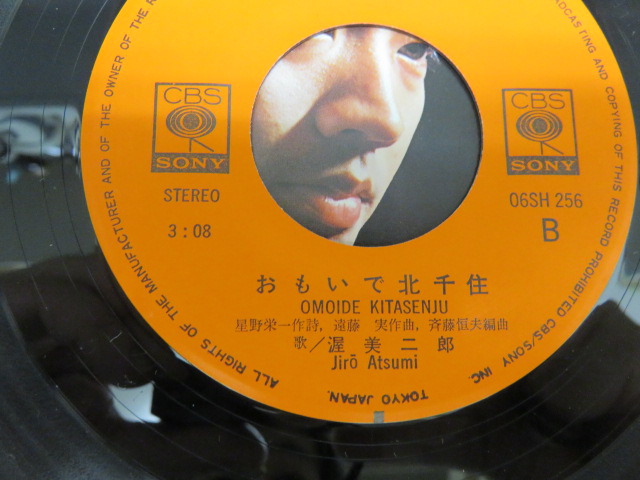 CBS
SONY
CBS
SONY
STEREO
06SH 256
3:08
B
おもいで北千住
OMOIDE KITASENJU
星野栄一作詩, 遠藤 実作曲, 斉藤恒夫編曲
歌/渥美二郎
Jirō Atsumi
ALL RIGHTS OF THE MANUFACTURER AND OF THE OWNER OF THE
CASTING AND COPYING OF THIS RECORD PROHIBITED CBS/SONY INC.
TOKYO JAPAN.